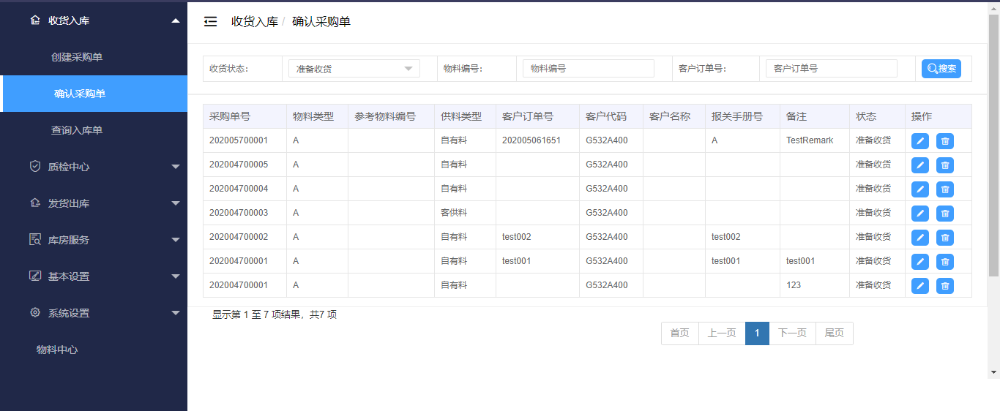 收货入库
创建采购单
确认采购单
查询入库单
质检中心
发货出库
库房服务
基本设置
系统设置
物料中心
收货入库 / 确认采购单
收货状态: 准备收货 物料编号: 物料编号 客户订单号: 客户订单号 搜索
采购单号 物料类型 参考物料编号 供料类型 客户订单号 客户代码 客户名称 报关手册号 备注 状态 操作
202005700001 A 自有料 202005061651 G532A400 A TestRemark 准备收货
202004700005 A 自有料 G532A400 准备收货
202004700004 A 自有料 G532A400 准备收货
202004700003 A 客供料 G532A400 准备收货
202004700002 A 自有料 test002 G532A400 test002 准备收货
202004700001 A 自有料 test001 G532A400 test001 test001 准备收货
202004700001 A 自有料 G532A400 123 准备收货
显示第 1 至 7 项结果，共7 项
首页 上一页 1 下一页 尾页